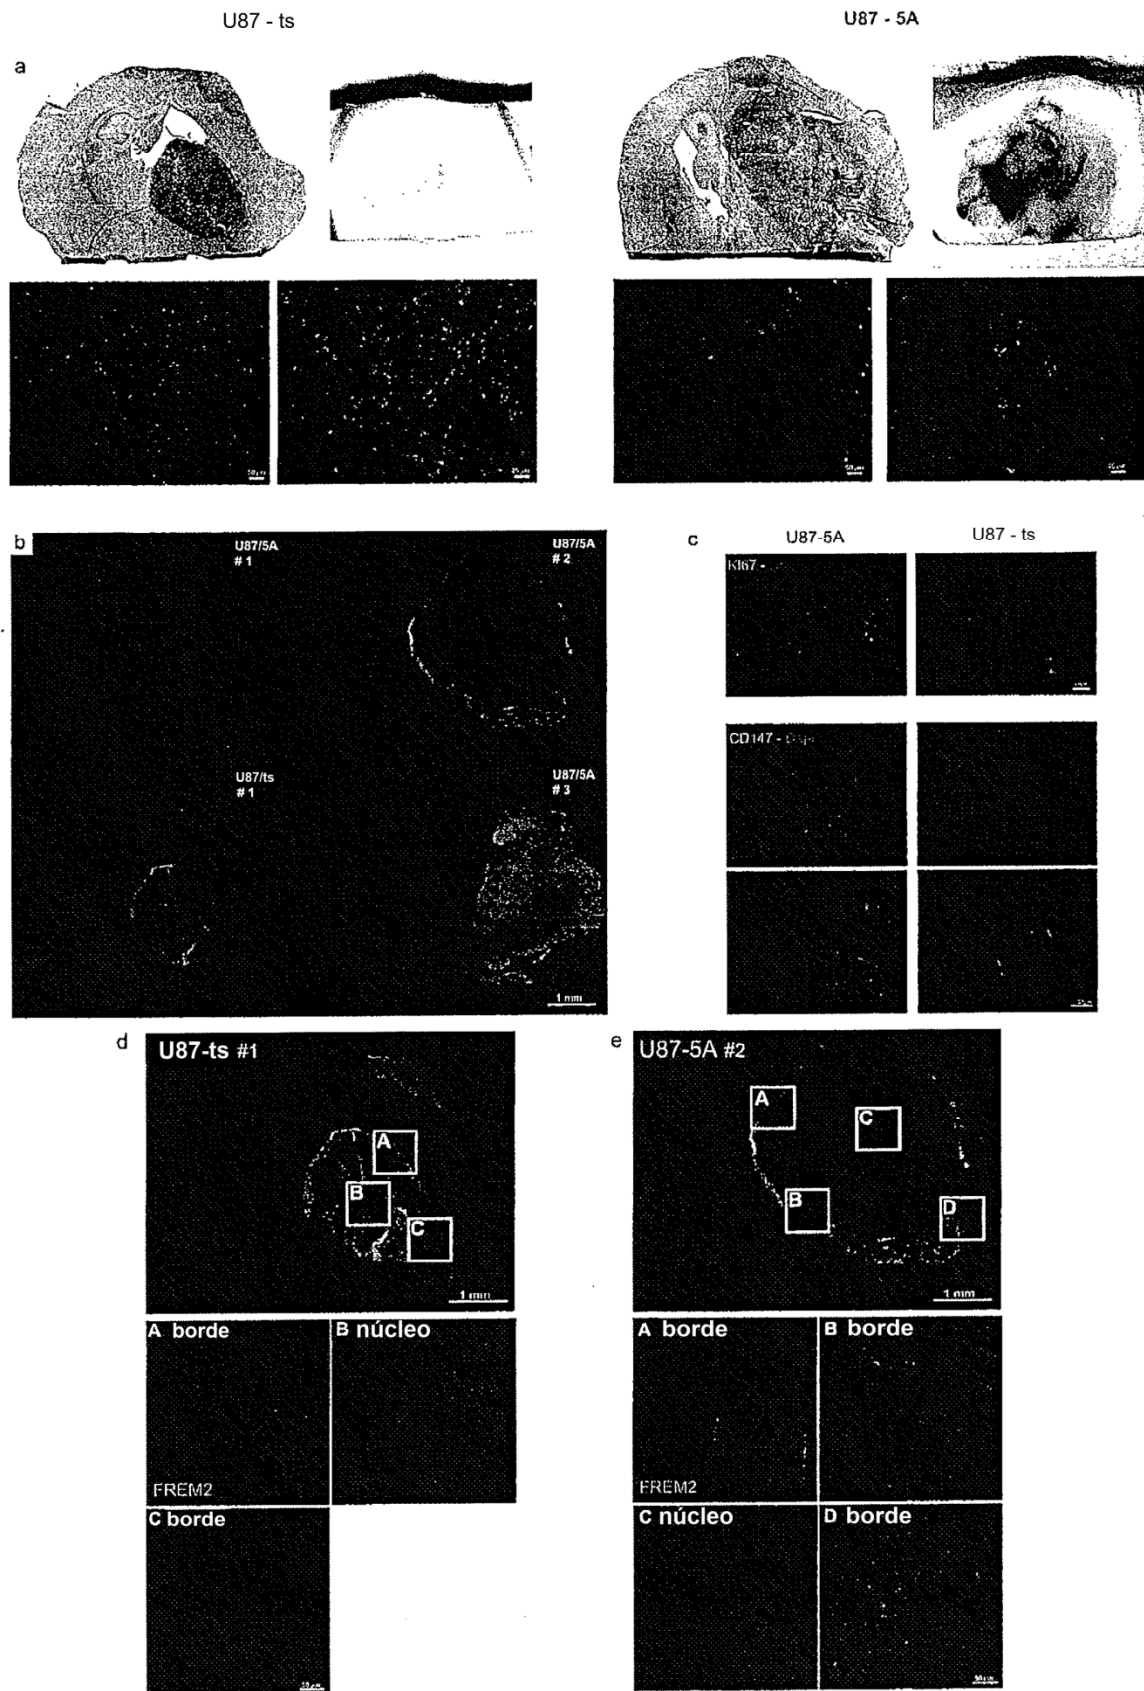 U87 - ts
U87 - 5A
a
50 µm
b
U87/5A
# 1
U87/5A
# 2
U87/ts
# 1
U87/5A
# 3
1 mm
c
U87-5A
U87 - ts
KI67 -
CD147 -
d
U87-ts #1
A
B
C
1 mm
A borde
B núcleo
FREM2
C borde
e
U87-5A #2
A
C
B
D
1 mm
A borde
B borde
FREM2
C núcleo
D borde